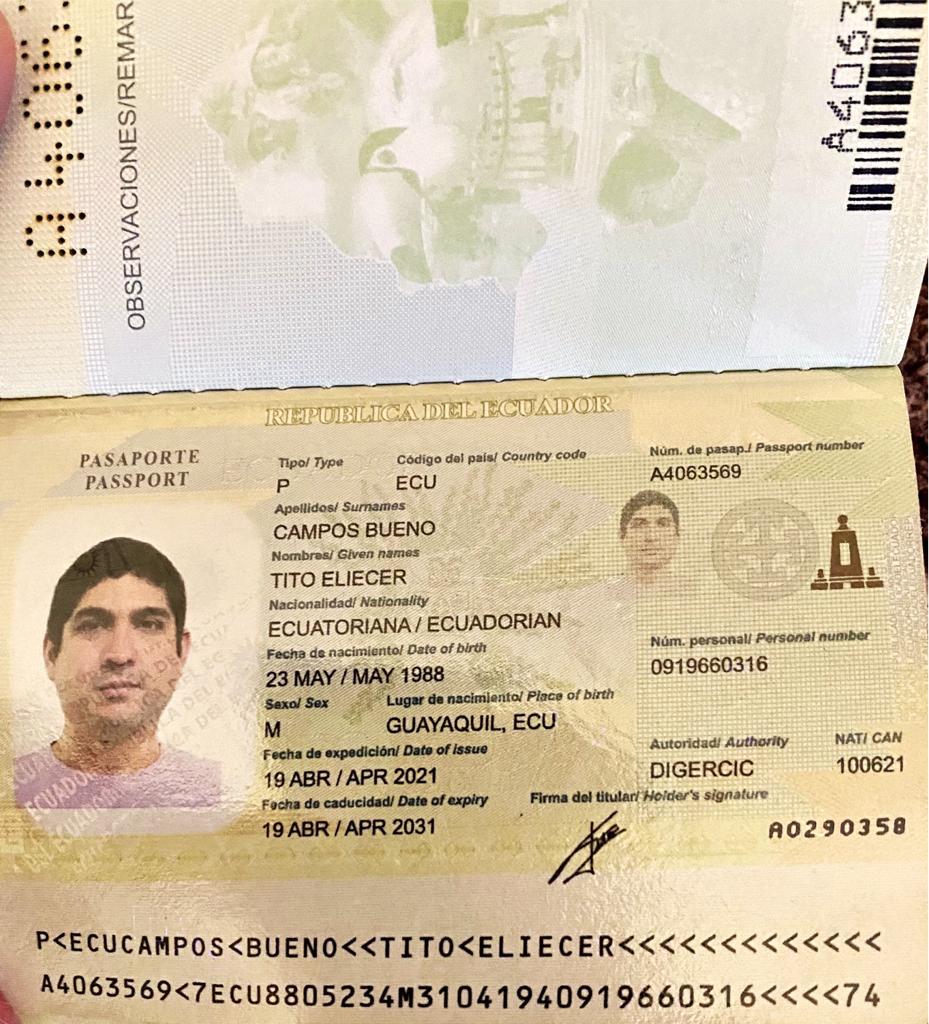 A406
OBSERVACIONES/REMAR
A4063
REPUBLICA DEL ECUADOR
PASAPORTE
PASSPORT
Tipo/ Type
Código del país/ Country code
Núm. de pasap./ Passport number
P
ECU
A4063569
Apellidos/ Surnames
CAMPOS BUENO
Nombres/ Given names
TITO ELIECER
Nacionalidad/ Nationality
ECUATORIANA / ECUADORIAN
Fecha de nacimiento/ Date of birth
Núm. personal/ Personal number
23 MAY / MAY 1988
0919660316
Sexo/ Sex
Lugar de nacimiento/ Place of birth
M
GUAYAQUIL, ECU
Fecha de expedición/ Date of issue
Autoridad/ Authority
NAT/ CAN
19 ABR / APR 2021
DIGERCIC
100621
Fecha de caducidad/ Date of expiry
Firma del titular/ Holder's signature
19 ABR / APR 2031
A0290358
P<ECUCAMPOS<BUENO<<TITO<ELIECER<<<<<<<<<<<<<
A4063569<7ECU8805234M31041940919660316<<<<74